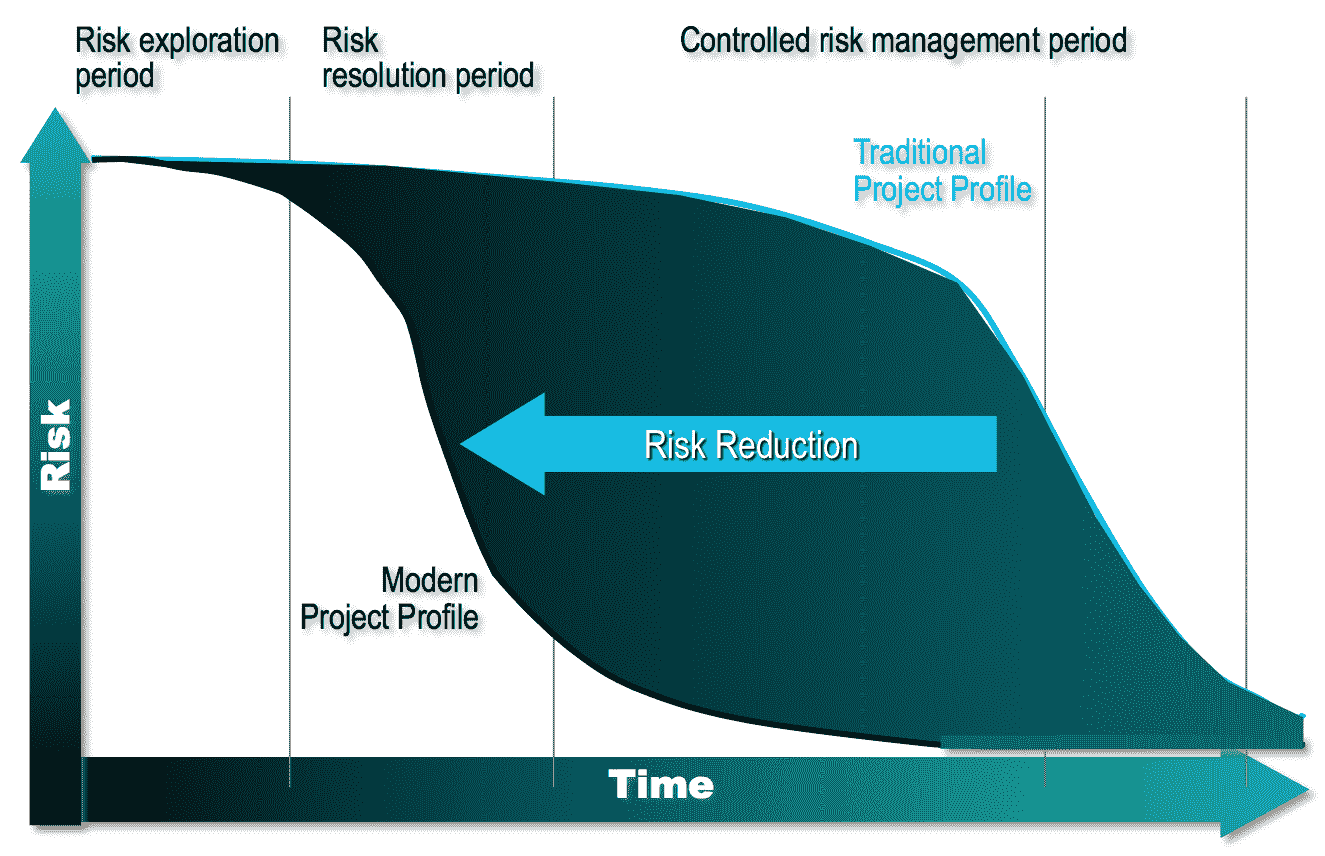 Risk exploration
period
Risk
resolution period
Controlled risk management period
Traditional
Project Profile
Risk
Risk Reduction
Modern
Project Profile
Time